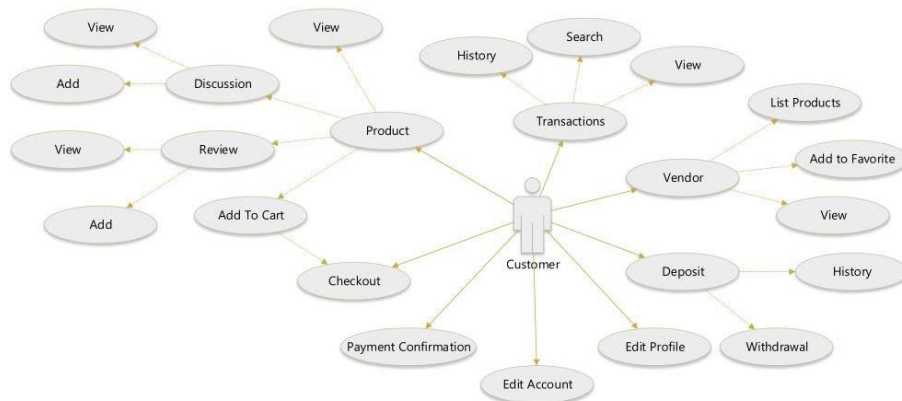 View
View
Search
History
View
Add
Discussion
List Products
Transactions
Product
View
Review
Add to Favorite
Vendor
Add
Add To Cart
View
Customer
Deposit
History
Checkout
Payment Confirmation
Edit Profile
Withdrawal
Edit Account